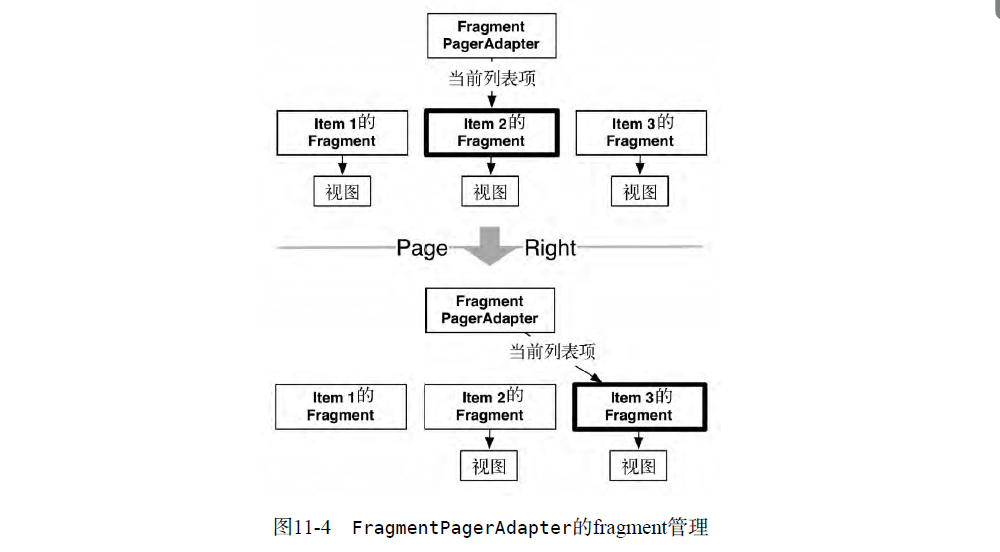 Fragment
PagerAdapter
当前列表项
Item 1的
Fragment
Item 2的
Fragment
Item 3的
Fragment
视图
视图
视图
Page
Right
Fragment
PagerAdapter
当前列表项
Item 1的
Fragment
Item 2的
Fragment
Item 3的
Fragment
视图
视图
图11-4 FragmentPagerAdapter的fragment管理